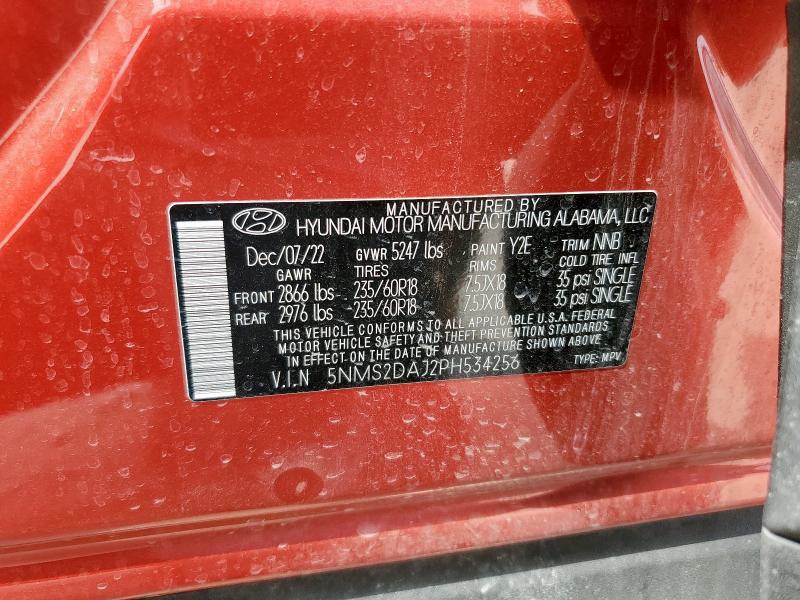 MANUFACTURED BY
HYUNDAI MOTOR MANUFACTURING ALABAMA, LLC
Dec/07/22 GVWR 5247 lbs PAINT Y2E TRIM NNB
GAWR TIRES RIMS COLD TIRE INFL
FRONT 2866 lbs 235/60R18 7.5JX18 35 psi SINGLE
REAR 2976 lbs 235/60R18 7.5JX18 35 psi SINGLE
THIS VEHICLE CONFORMS TO ALL APPLICABLE U.S.A. FEDERAL
MOTOR VEHICLE SAFETY AND THEFT PREVENTION STANDARDS
IN EFFECT ON THE DATE OF MANUFACTURE SHOWN ABOVE.
V.I.N 5NMS2DAJ2PH534256 TYPE: MPV